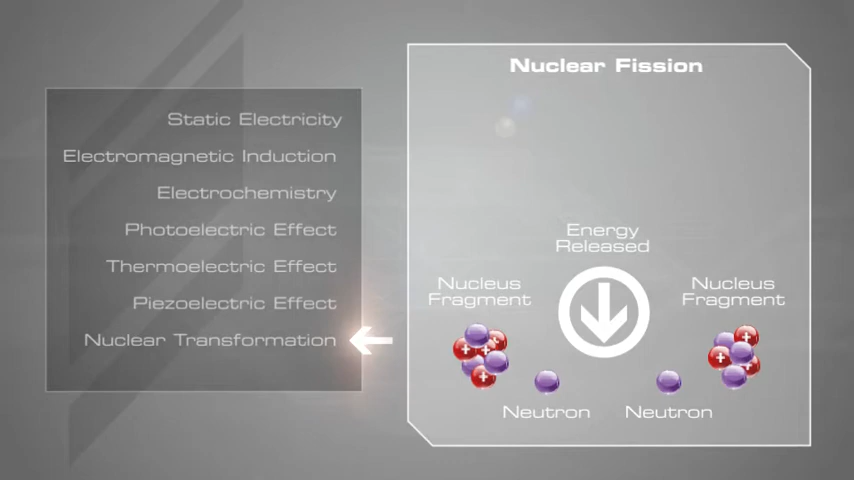 Static Electricity
Electromagnetic Induction
Electrochemistry
Photoelectric Effect
Thermoelectric Effect
Piezoelectric Effect
Nuclear Transformation
Nuclear Fission
Energy
Released
Nucleus
Fragment
Nucleus
Fragment
Neutron
Neutron